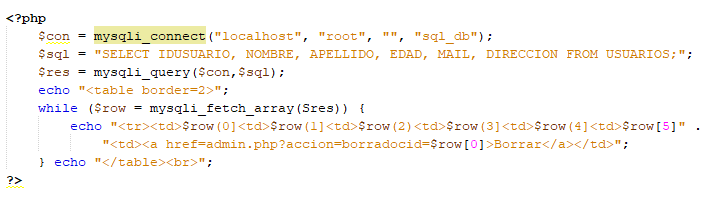 <?php
$con = mysqli_connect("localhost", "root", "", "sql_db");
$sql = "SELECT IDUSUARIO, NOMBRE, APELLIDO, EDAD, MAIL, DIRECCION FROM USUARIOS;";
$res = mysqli_query($con,$sql);
echo "<table border=2>";
while ($row = mysqli_fetch_array(Sres)) {
echo "<tr><td>$row(0]<td>$row(1]<td>$row(2)<td>$row(3]<td>$row(4]<td>$row[5]" .
"<td><a href=admin.php?accion=borradocid=$row[0]>Borrar</a></td>";
} echo "</table><br>";
?>